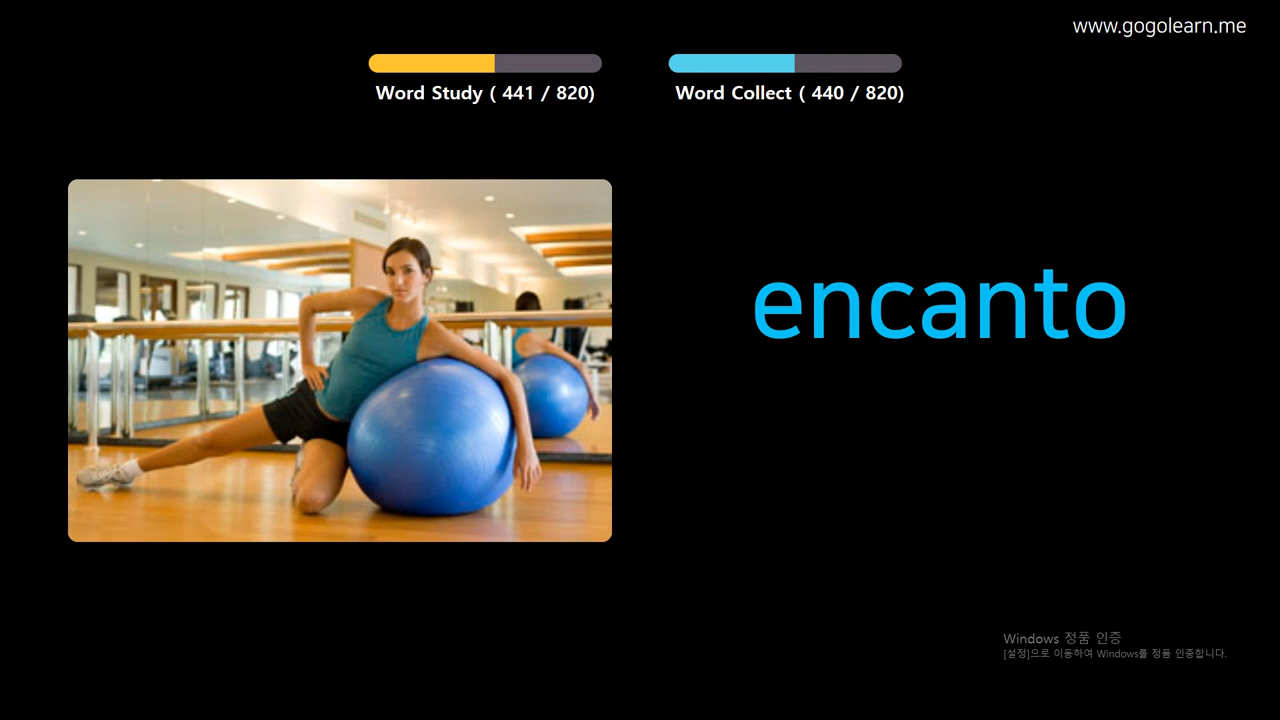 www.gogolearn.me
Word Study ( 441 / 820)
Word Collect ( 440 / 820)
encanto
Windows 정품 인증
[설정]으로 이동하여 Windows를 정품 인증합니다.